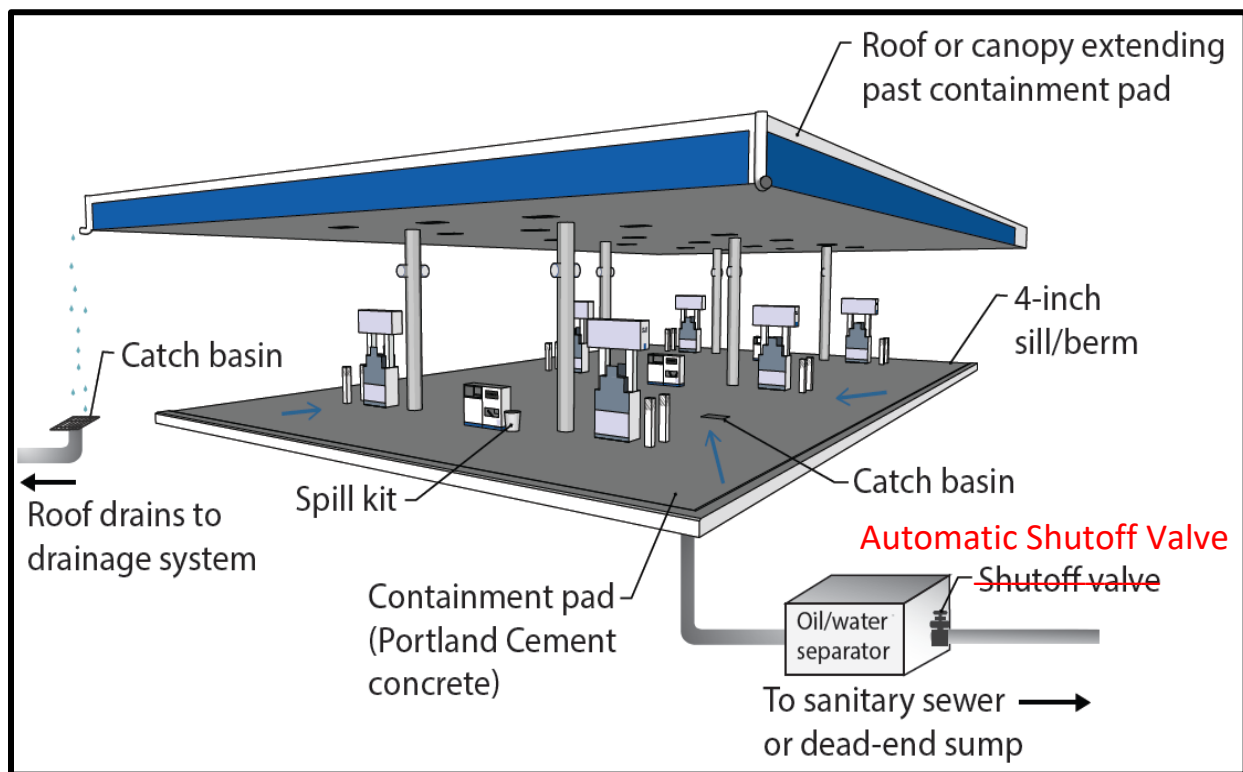 Roof or canopy extending
past containment pad
4-inch
sill/berm
Catch basin
Spill kit
Catch basin
Roof drains to
drainage system
Automatic Shutoff Valve
Shutoff valve
Containment pad
(Portland Cement
concrete)
Oil/water
separator
To sanitary sewer
or dead-end sump